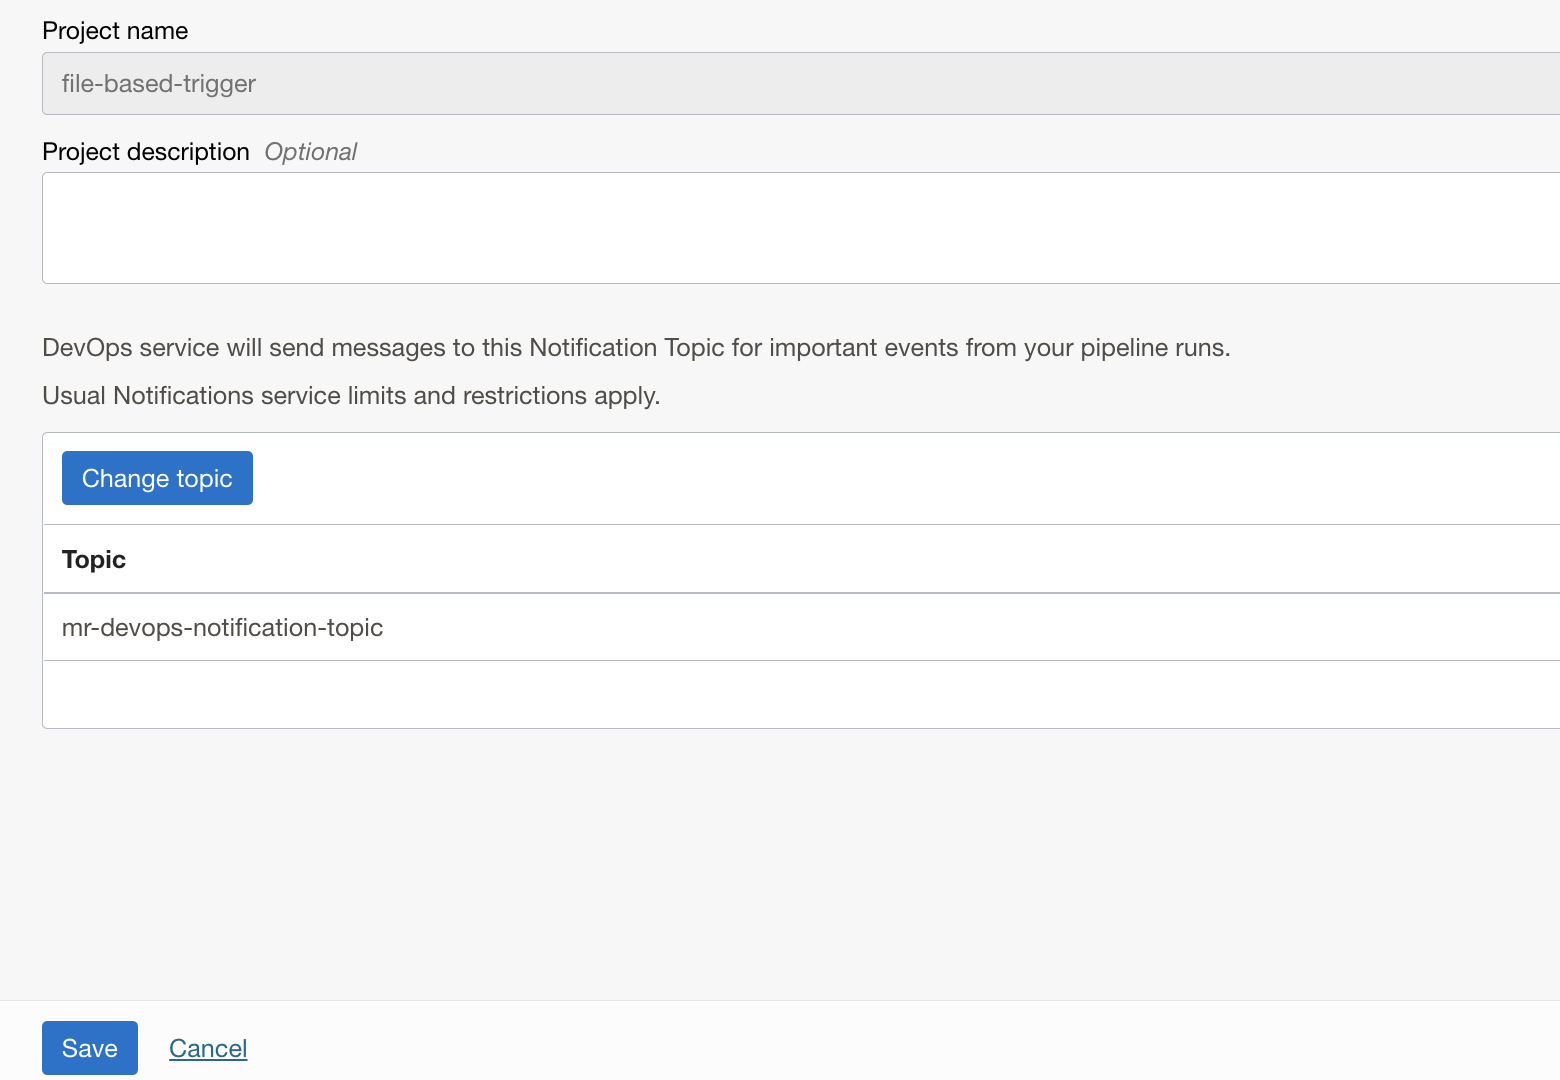 Project name
file-based-trigger
Project description Optional
DevOps service will send messages to this Notification Topic for important events from your pipeline runs.
Usual Notifications service limits and restrictions apply.
Change topic
Topic
mr-devops-notification-topic
Save Cancel